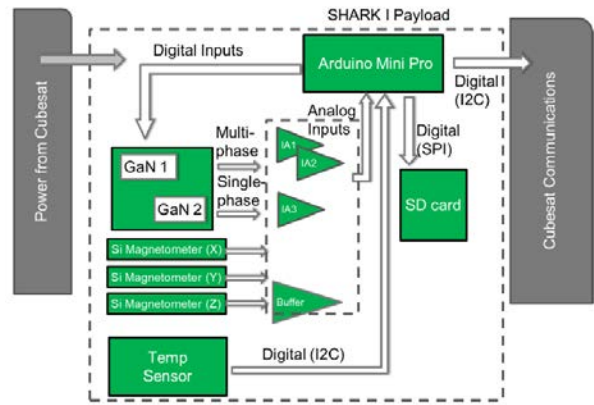 SHARK I Payload
Power from Cubesat
Digital Inputs
Arduino Mini Pro
Digital
(I2C)
Cubesat Communications
Multi-
phase
Analog
Inputs
Digital
(SPI)
GaN 1
GaN 2
Single-
phase
IA1
IA2
IA3
SD card
Si Magnetometer (X)
Si Magnetometer (Y)
Si Magnetometer (Z)
Buffer
Temp
Sensor
Digital (I2C)